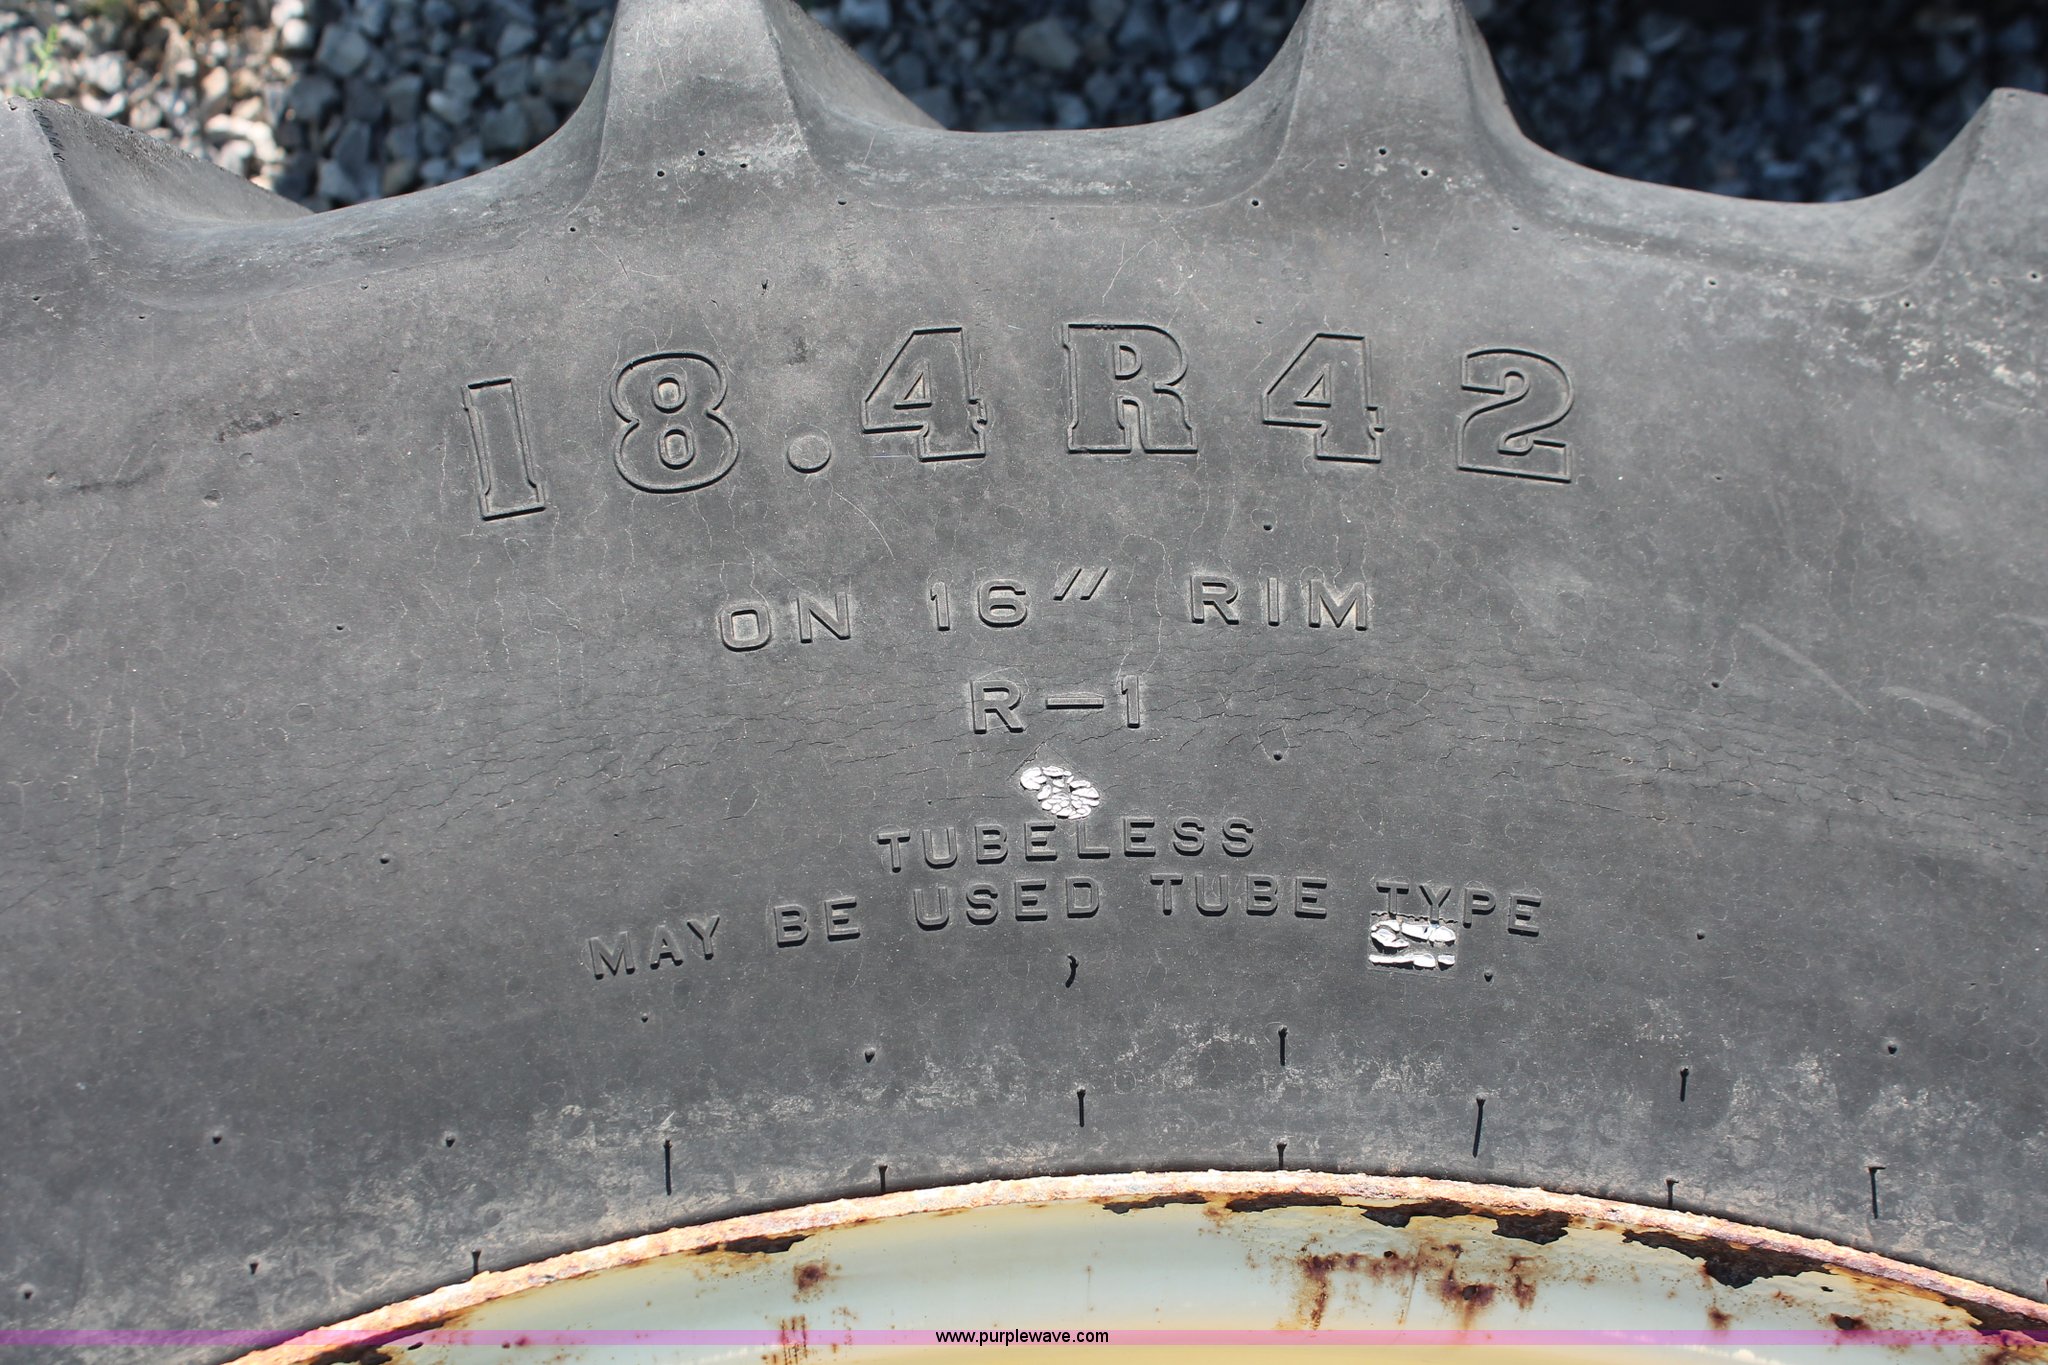 18.4R42
ON 16" RIM
R-1
TUBELESS
MAY BE USED TUBE TYPE
www.purplewave.com